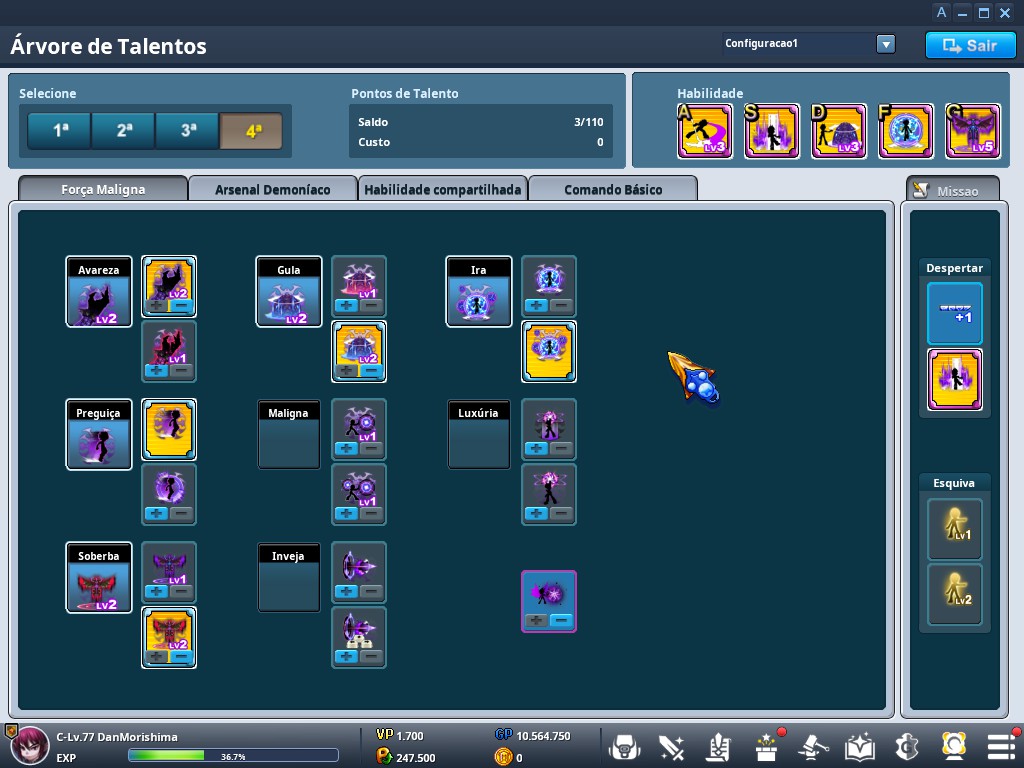 A
Árvore de Talentos
Configuracao1
Sair
Selecione
1ª 2ª 3ª 4ª
Pontos de Talento
Saldo 3/110
Custo 0
Habilidade
A S D F G
LV3 LV3 LV5
Força Maligna
Arsenal Demoníaco
Habilidade compartilhada
Comando Básico
Missao
Avareza
LV2
LV2
LV1
Gula
LV2
LV1
LV2
Ira
Preguiça
Maligna
LV1
LV1
Luxúria
Soberba
LV2
LV1
LV2
Inveja
Despertar
+1
Esquiva
LV1
LV2
C-Lv.77 DanMorishima
EXP 36.7%
VP 1.700
247.500
GP 10.564.750
0